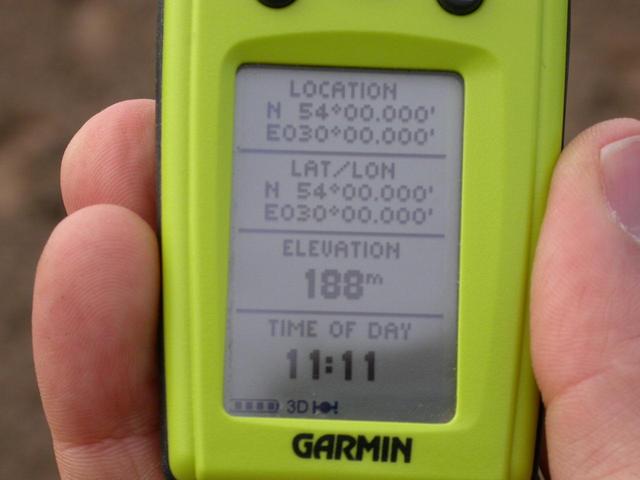 LOCATION
N 54°00.000'
E030°00.000'
LAT/LON
N 54°00.000'
E030°00.000'
ELEVATION
188m
TIME OF DAY
11:11
3D
GARMIN